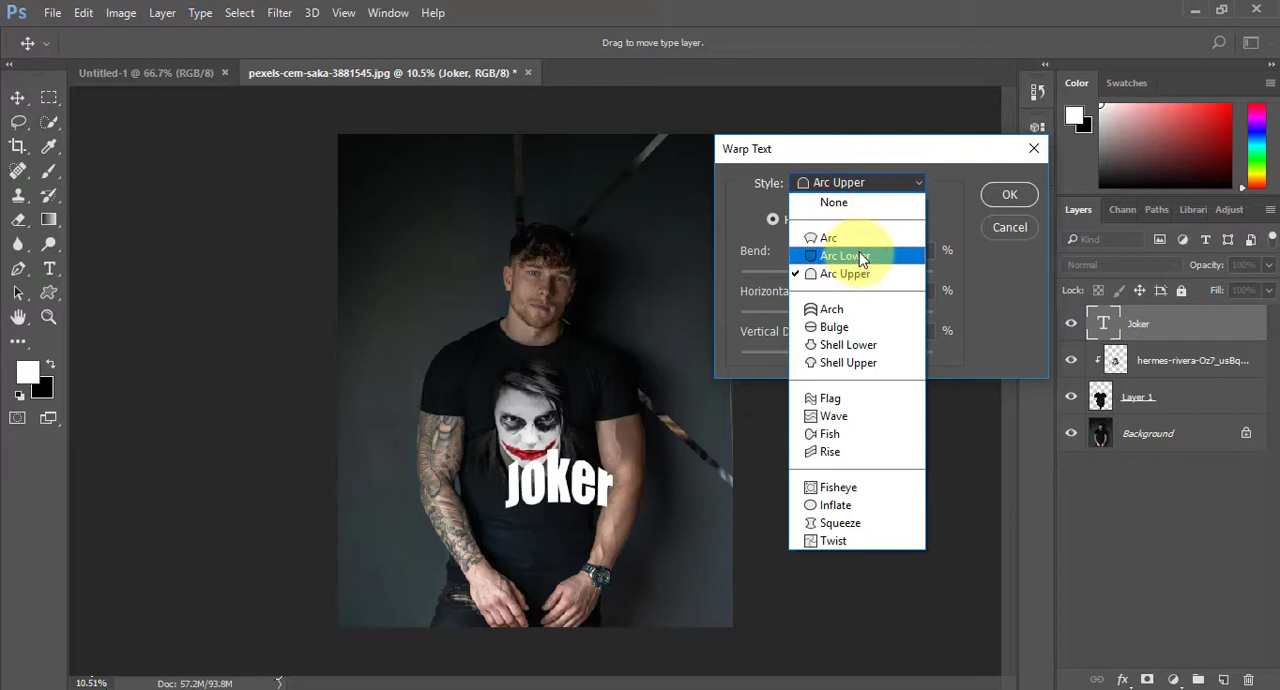 Ps File Edit Image Layer Type Select Filter 3D View Window Help
Drag to move type layer.
Untitled-1 @ 66.7% (RGB/8) × pexels-cem-saka-3881545.jpg @ 10.5% (Joker, RGB/8) * ×
Color Swatches
Warp Text
Style: Arc Upper
OK
Cancel
None
Arc
Arc Lower
Arc Upper
Arch
Bulge
Shell Lower
Shell Upper
Flag
Wave
Fish
Rise
Fisheye
Inflate
Squeeze
Twist
Bend: %
Horizonta %
Vertical D %
Layers Chann Paths Librari Adjust
Kind
Normal Opacity: 100%
Lock: Fill: 100%
T Joker
hermes-rivera-Oz7_usBq...
Layer 1
Background
Joker
10.51% Doc: 57.2M/93.8M